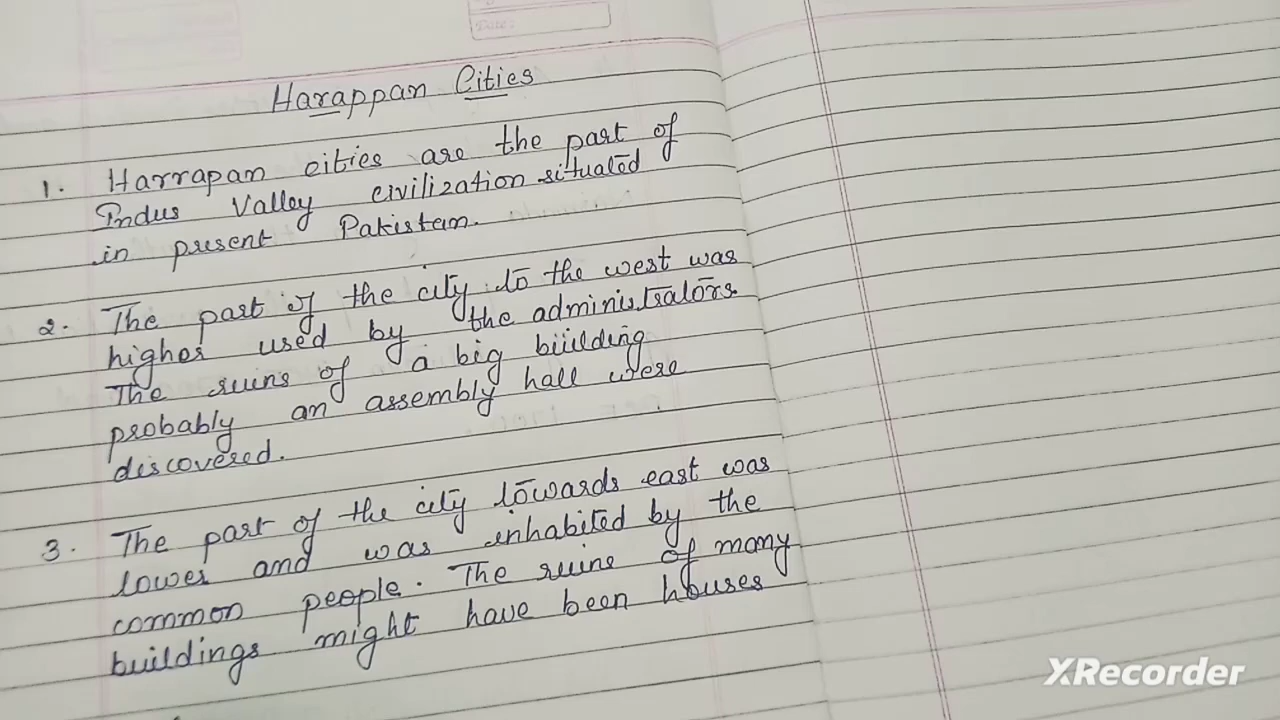 Date:
Harappan Cities
1. Harrapan cities are the part of
Indus Valley civilization situated
in present Pakistan.
2. The part of the city to the west was
higher used by the administrators.
The ruins of a big building
probably an assembly hall were
discovered.
3. The part of the city towards east was
lower and was inhabited by the
common people. The ruins of many
buildings might have been houses
XRecorder